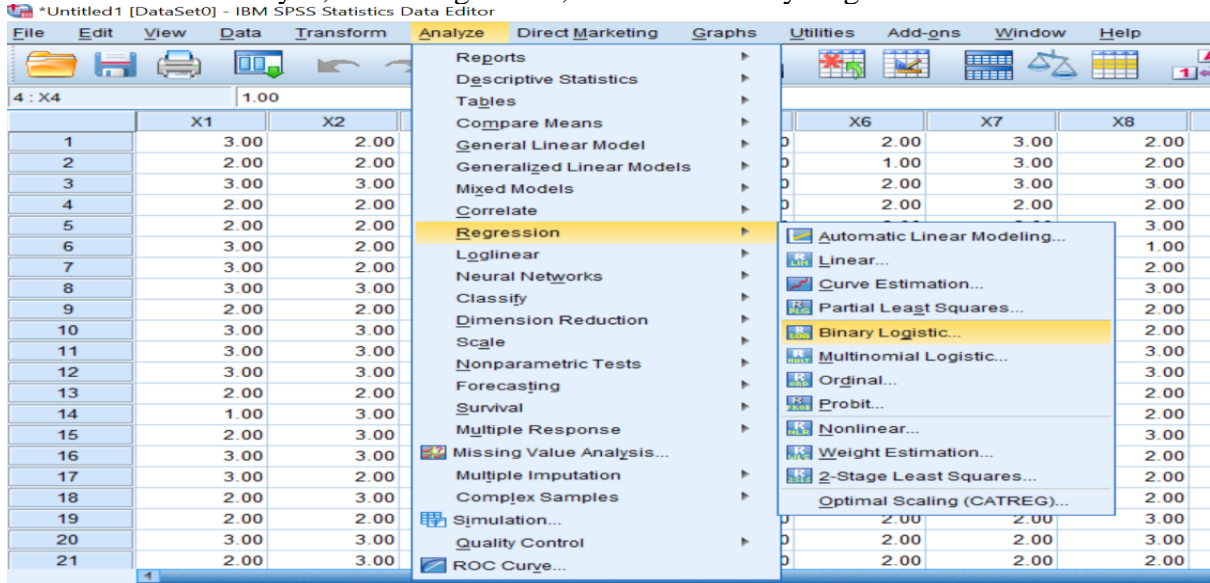 *Untitled1 [DataSet0] - IBM SPSS Statistics Data Editor
File Edit View Data Transform Analyze Direct Marketing Graphs Utilities Add-ons Window Help
4 : X4 1.00
X1 X2 X6 X7 X8
1 3.00 2.00 2.00 3.00 2.00
2 2.00 2.00 1.00 3.00 2.00
3 3.00 3.00 2.00 3.00 3.00
4 2.00 2.00 2.00 2.00 2.00
5 2.00 2.00 3.00
6 3.00 2.00 1.00
7 3.00 2.00 2.00
8 3.00 3.00 3.00
9 2.00 2.00 2.00
10 3.00 3.00 2.00
11 3.00 3.00 3.00
12 3.00 3.00 3.00
13 2.00 2.00 2.00
14 1.00 3.00 2.00
15 2.00 3.00 3.00
16 3.00 3.00 2.00
17 3.00 2.00 2.00
18 2.00 3.00 2.00
19 2.00 2.00 2.00 2.00 3.00
20 3.00 3.00 2.00 2.00 3.00
21 2.00 3.00 2.00 2.00 2.00
Reports
Descriptive Statistics
Tables
Compare Means
General Linear Model
Generalized Linear Models
Mixed Models
Correlate
Regression
Loglinear
Neural Networks
Classify
Dimension Reduction
Scale
Nonparametric Tests
Forecasting
Survival
Multiple Response
Missing Value Analysis...
Multiple Imputation
Complex Samples
Simulation...
Quality Control
ROC Curve...
Automatic Linear Modeling...
Linear...
Curve Estimation...
Partial Least Squares...
Binary Logistic...
Multinomial Logistic...
Ordinal...
Probit...
Nonlinear...
Weight Estimation...
2-Stage Least Squares...
Optimal Scaling (CATREG)...